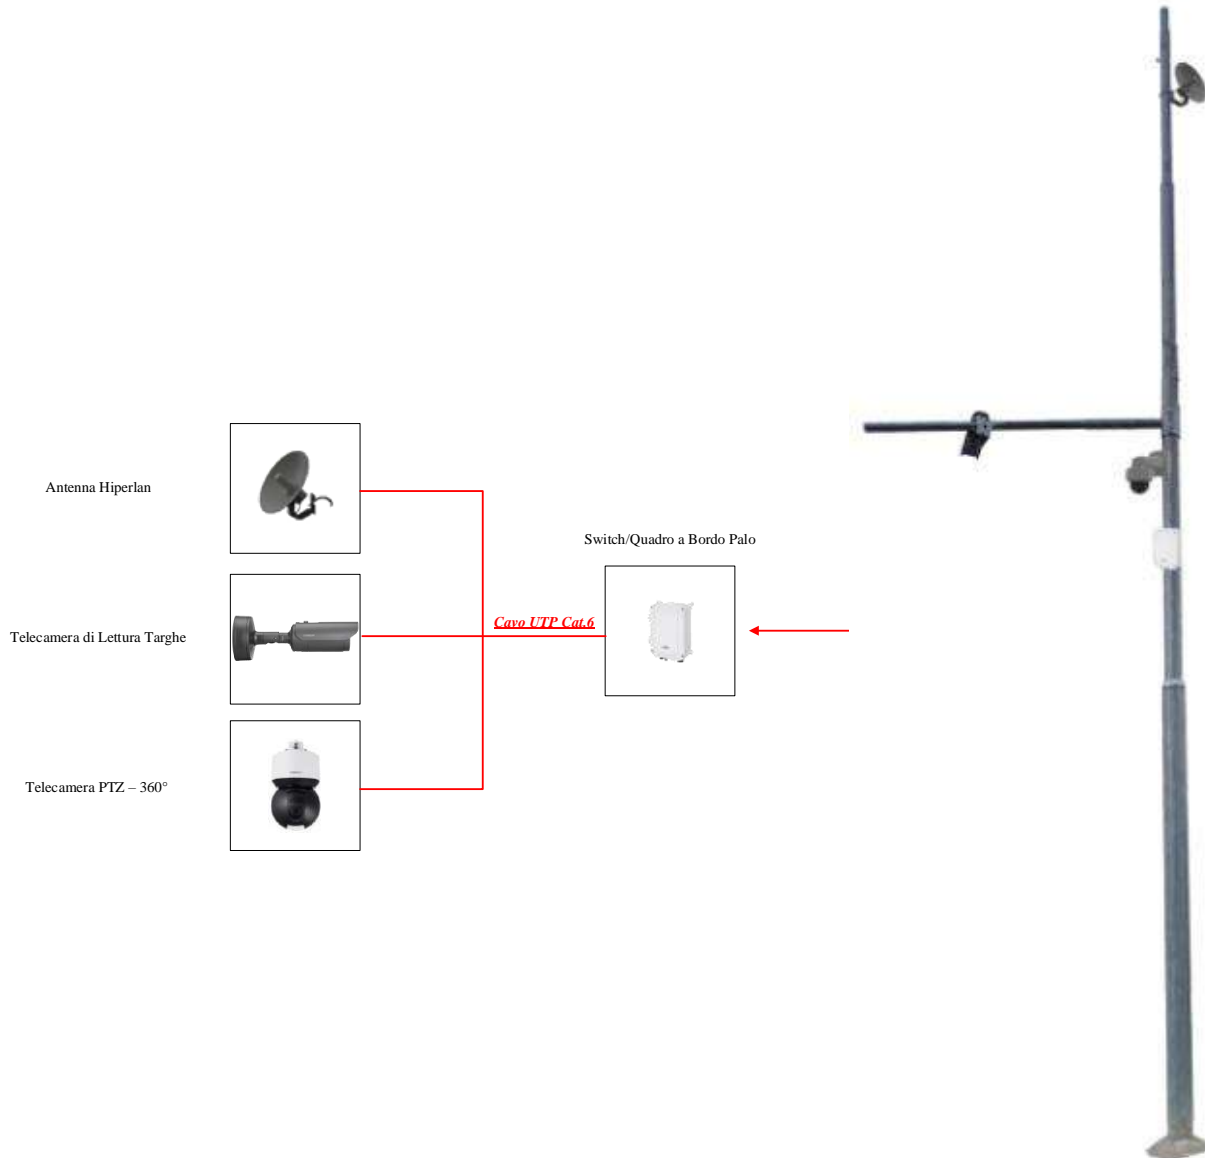 Antenna Hiperlan
Switch/Quadro a Bordo Palo
Cavo UTP Cat.6
Telecamera di Lettura Targhe
Telecamera PTZ – 360°